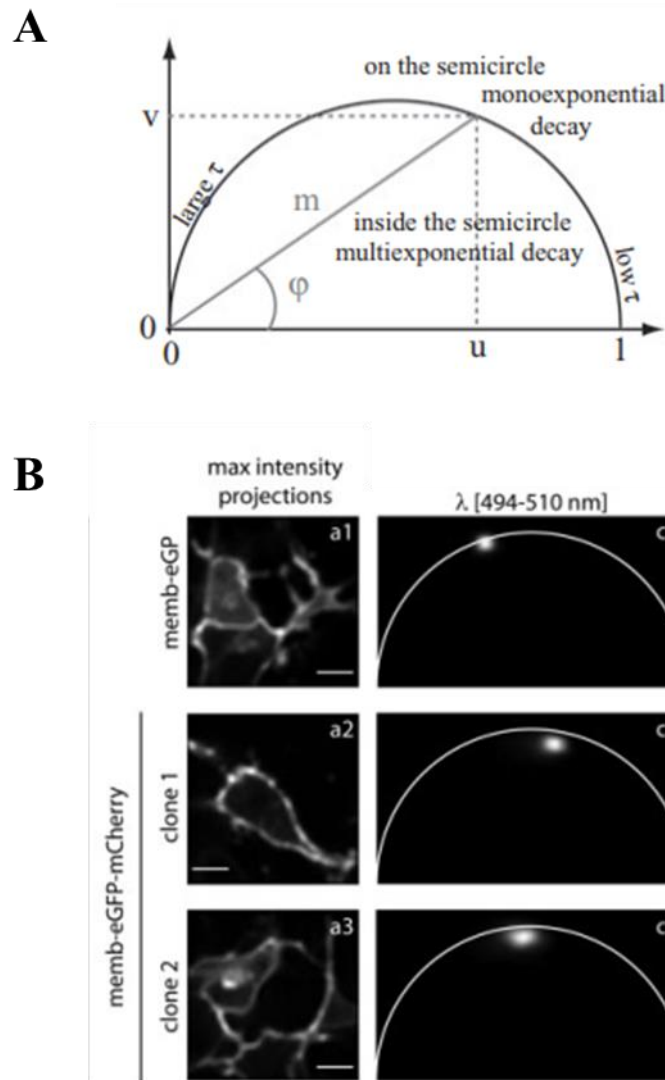 A
on the semicircle
monoexponential
decay
v
large τ
m
inside the semicircle
multiexponential decay
low τ
φ
0
0
u
1
B
max intensity
projections
λ [494-510 nm]
memb-eGP
a1
c
memb-eGFP-mCherry
clone 1
a2
c
clone 2
a3
c